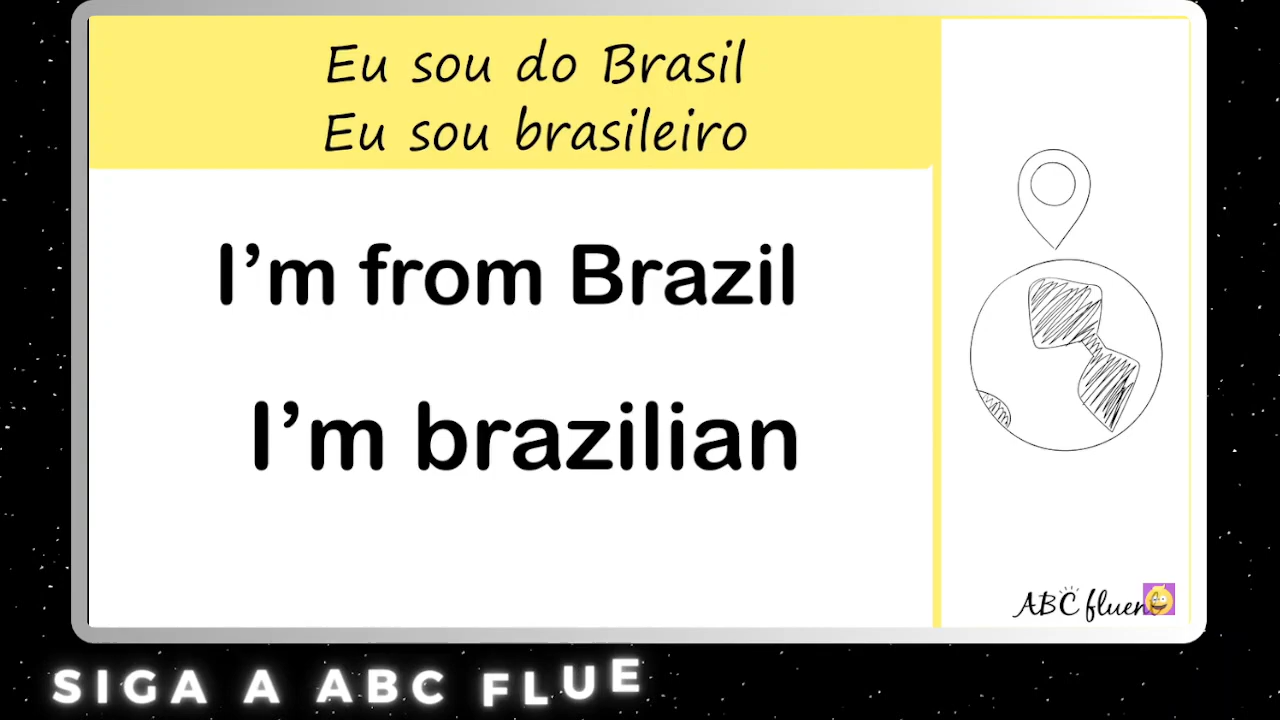 Eu sou do Brasil
Eu sou brasileiro
I’m from Brazil
I’m brazilian
ABC fluen
SIGA A ABC FLUE